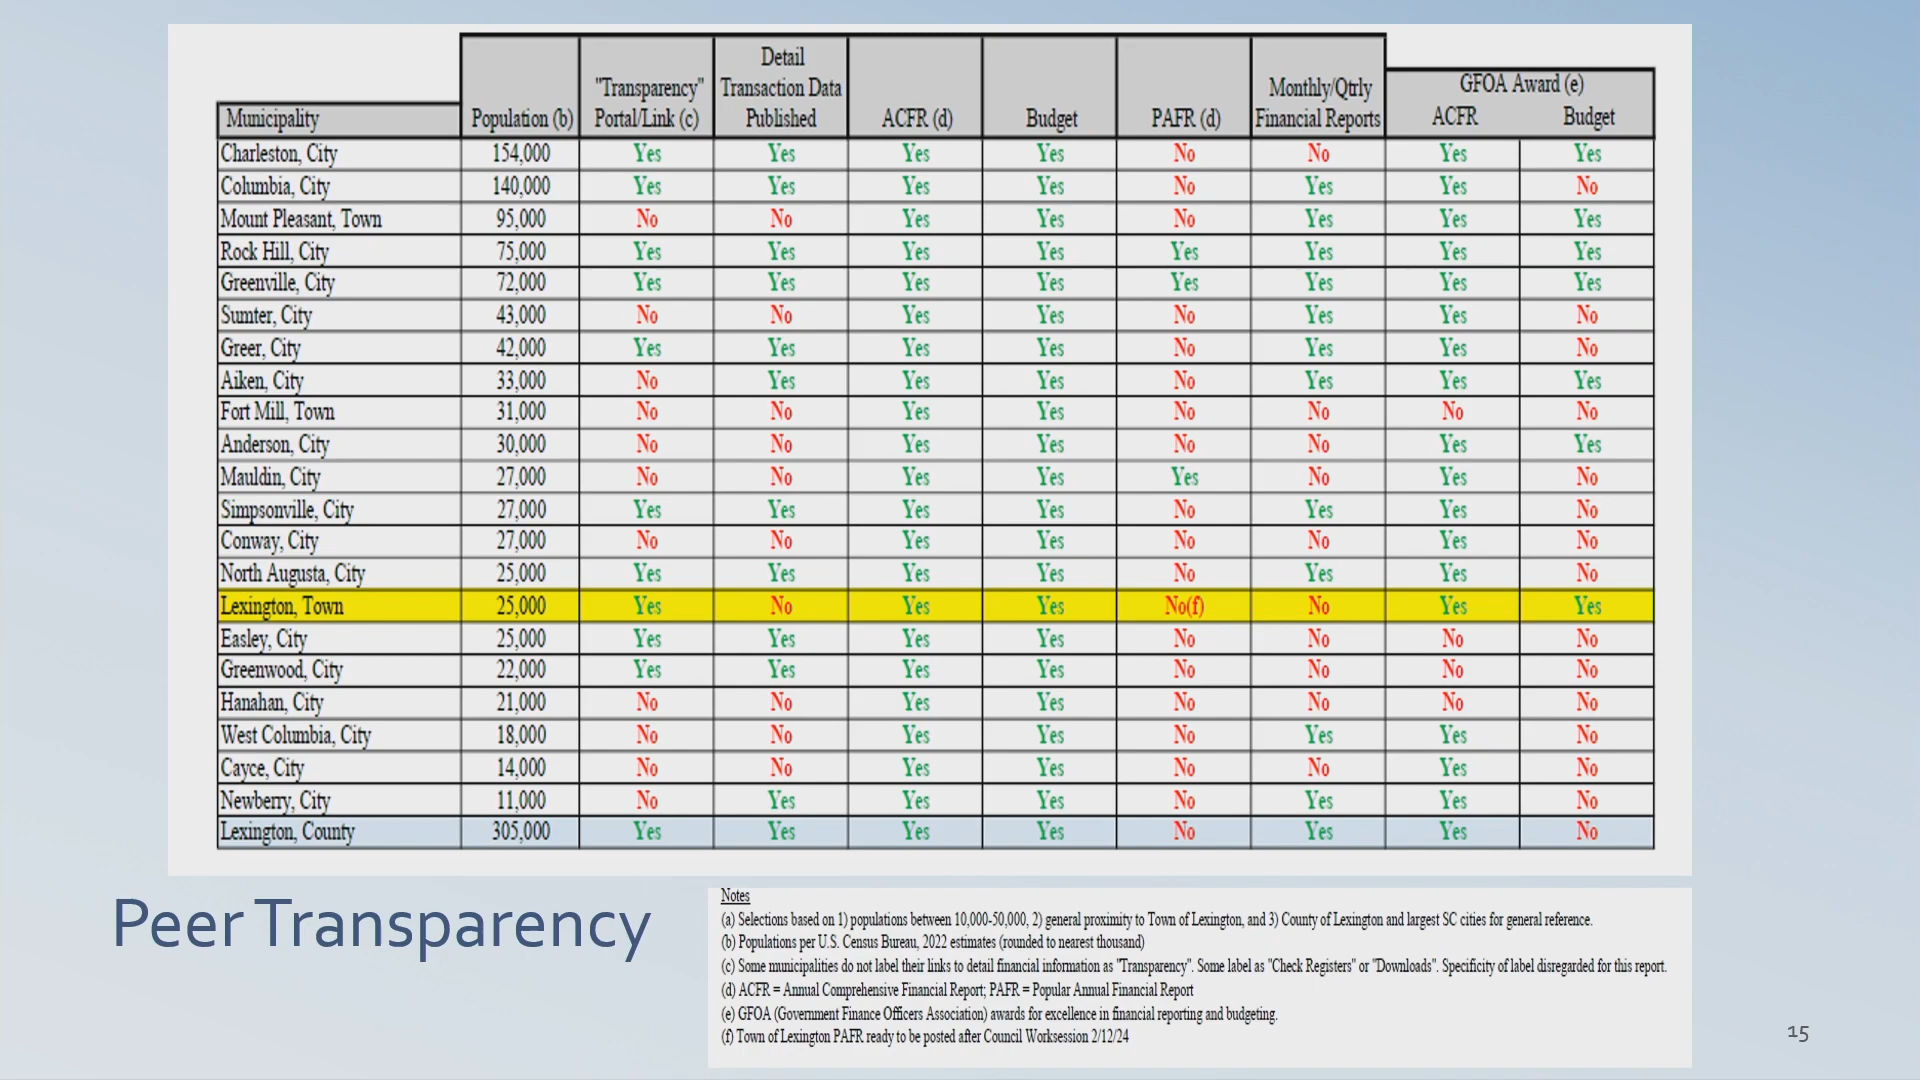 Municipality Population (b) "Transparency" Portal/Link (c) Detail Transaction Data Published ACFR (d) Budget PAFR (d) Monthly/Qtrly Financial Reports GFOA Award (e) ACFR Budget
Charleston, City 154,000 Yes Yes Yes Yes No No Yes Yes
Columbia, City 140,000 Yes Yes Yes Yes No Yes Yes No
Mount Pleasant, Town 95,000 No No Yes Yes No Yes Yes Yes
Rock Hill, City 75,000 Yes Yes Yes Yes Yes Yes Yes Yes
Greenville, City 72,000 Yes Yes Yes Yes Yes Yes Yes Yes
Sumter, City 43,000 No No Yes Yes No Yes Yes No
Greer, City 42,000 Yes Yes Yes Yes No Yes Yes No
Aiken, City 33,000 No Yes Yes Yes No Yes Yes Yes
Fort Mill, Town 31,000 No No Yes Yes No No No No
Anderson, City 30,000 No No Yes Yes No No Yes Yes
Mauldin, City 27,000 No No Yes Yes Yes No Yes No
Simpsonville, City 27,000 Yes Yes Yes Yes No Yes Yes No
Conway, City 27,000 No No Yes Yes No No Yes No
North Augusta, City 25,000 Yes Yes Yes Yes No Yes Yes No
Lexington, Town 25,000 Yes No Yes Yes No(f) No Yes Yes
Easley, City 25,000 Yes Yes Yes Yes No No No No
Greenwood, City 22,000 Yes Yes Yes Yes No No No No
Hanahan, City 21,000 No No Yes Yes No No No No
West Columbia, City 18,000 No No Yes Yes No Yes Yes No
Cayce, City 14,000 No No Yes Yes No No Yes No
Newberry, City 11,000 No Yes Yes Yes No Yes Yes No
Lexington, County 305,000 Yes Yes Yes Yes No Yes Yes No
Peer Transparency
Notes
(a) Selections based on 1) populations between 10,000-50,000, 2) general proximity to Town of Lexington, and 3) County of Lexington and largest SC cities for general reference.
(b) Populations per U.S. Census Bureau, 2022 estimates (rounded to nearest thousand)
(c) Some municipalities do not label their links to detail financial information as "Transparency". Some label as "Check Registers" or "Downloads". Specificity of label disregarded for this report.
(d) ACFR = Annual Comprehensive Financial Report; PAFR = Popular Annual Financial Report
(e) GFOA (Government Finance Officers Association) awards for excellence in financial reporting and budgeting.
(f) Town of Lexington PAFR ready to be posted after Council Worksession 2/12/24
15